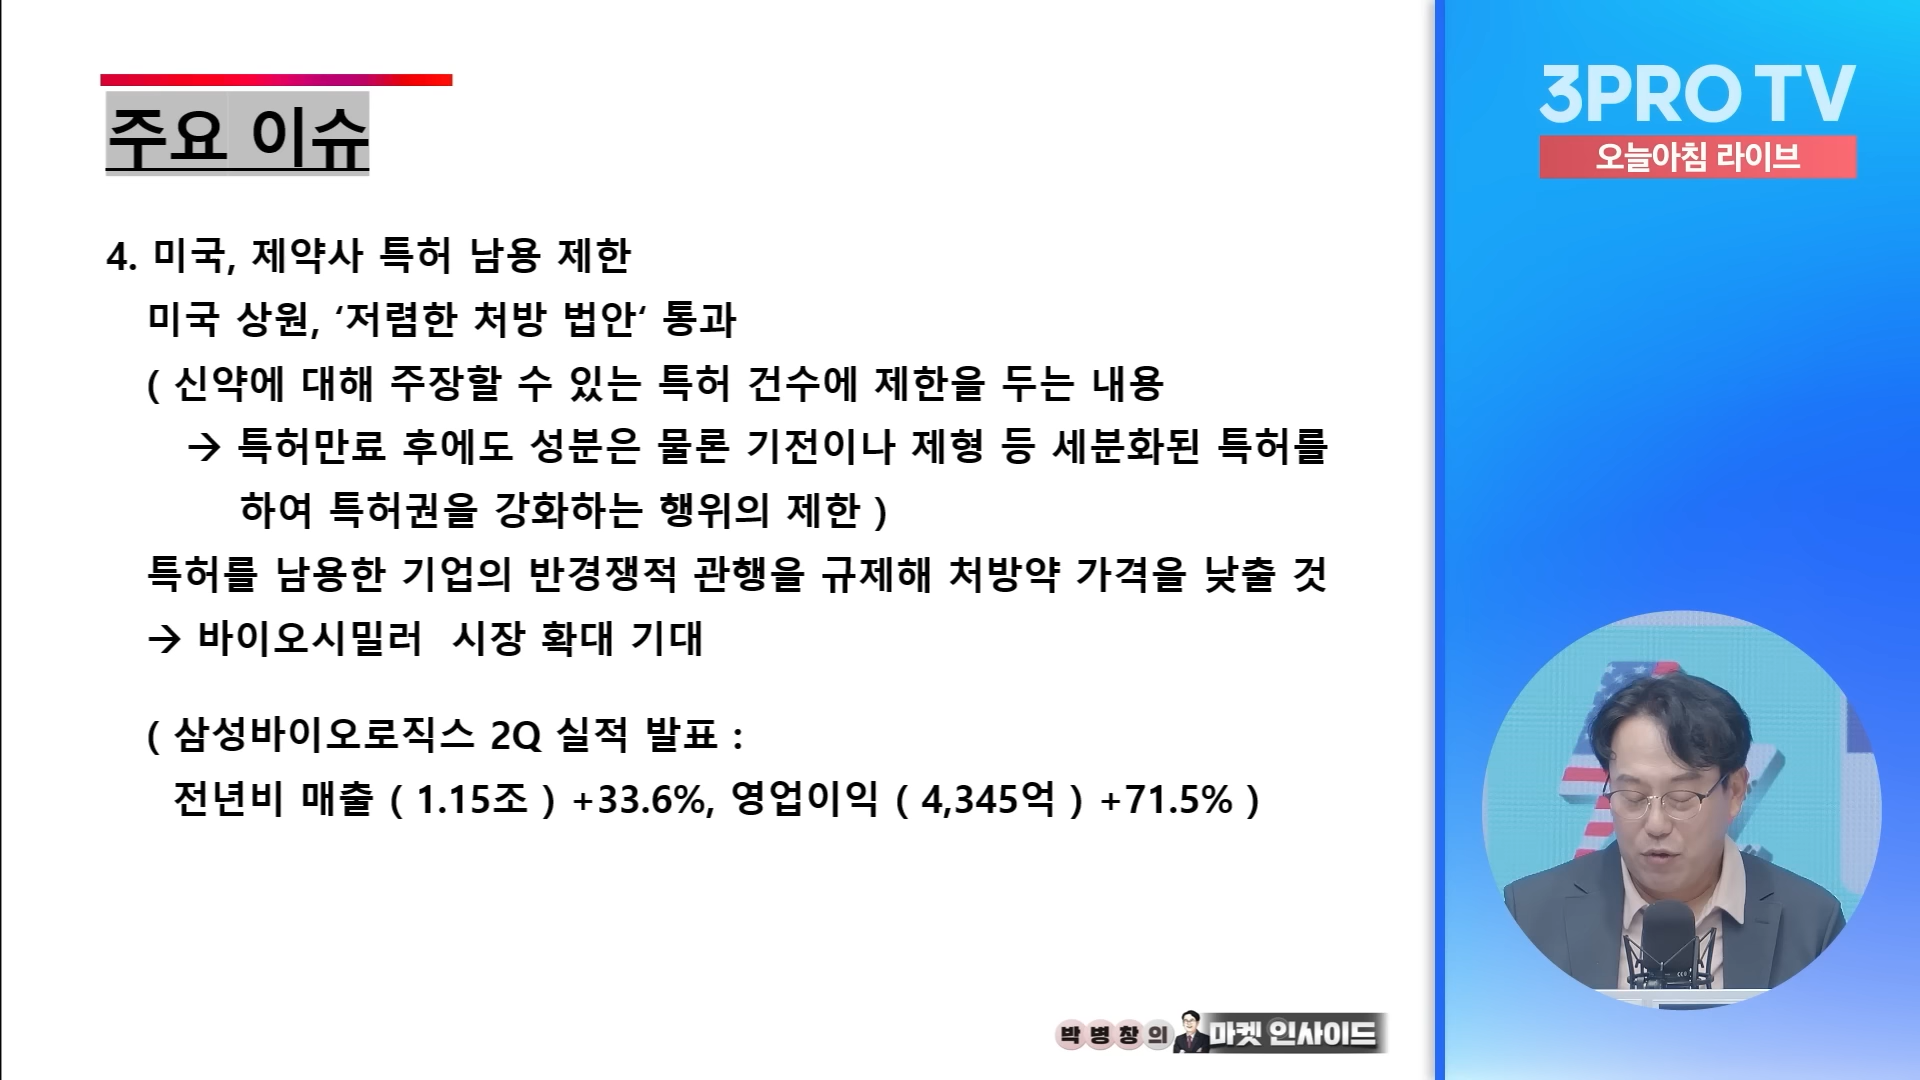 주요 이슈
4. 미국, 제약사 특허 남용 제한
미국 상원, ‘저렴한 처방 법안‘ 통과
( 신약에 대해 주장할 수 있는 특허 건수에 제한을 두는 내용
→ 특허만료 후에도 성분은 물론 기전이나 제형 등 세분화된 특허를
하여 특허권을 강화하는 행위의 제한 )
특허를 남용한 기업의 반경쟁적 관행을 규제해 처방약 가격을 낮출 것
→ 바이오시밀러 시장 확대 기대
( 삼성바이오로직스 2Q 실적 발표 :
전년비 매출 ( 1.15조 ) +33.6%, 영업이익 ( 4,345억 ) +71.5% )
박병창의 마켓 인사이드
3PRO TV
오늘아침 라이브